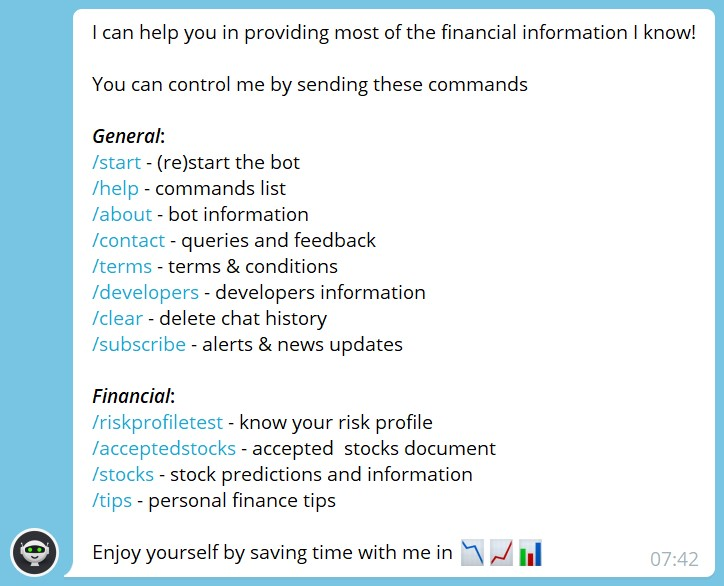 I can help you in providing most of the financial information I know!
You can control me by sending these commands
General:
/start - (re)start the bot
/help - commands list
/about - bot information
/contact - queries and feedback
/terms - terms & conditions
/developers - developers information
/clear - delete chat history
/subscribe - alerts & news updates
Financial:
/riskprofiletest - know your risk profile
/acceptedstocks - accepted  stocks document
/stocks - stock predictions and information
/tips - personal finance tips
Enjoy yourself by saving time with me in 📉📈📊
07:42